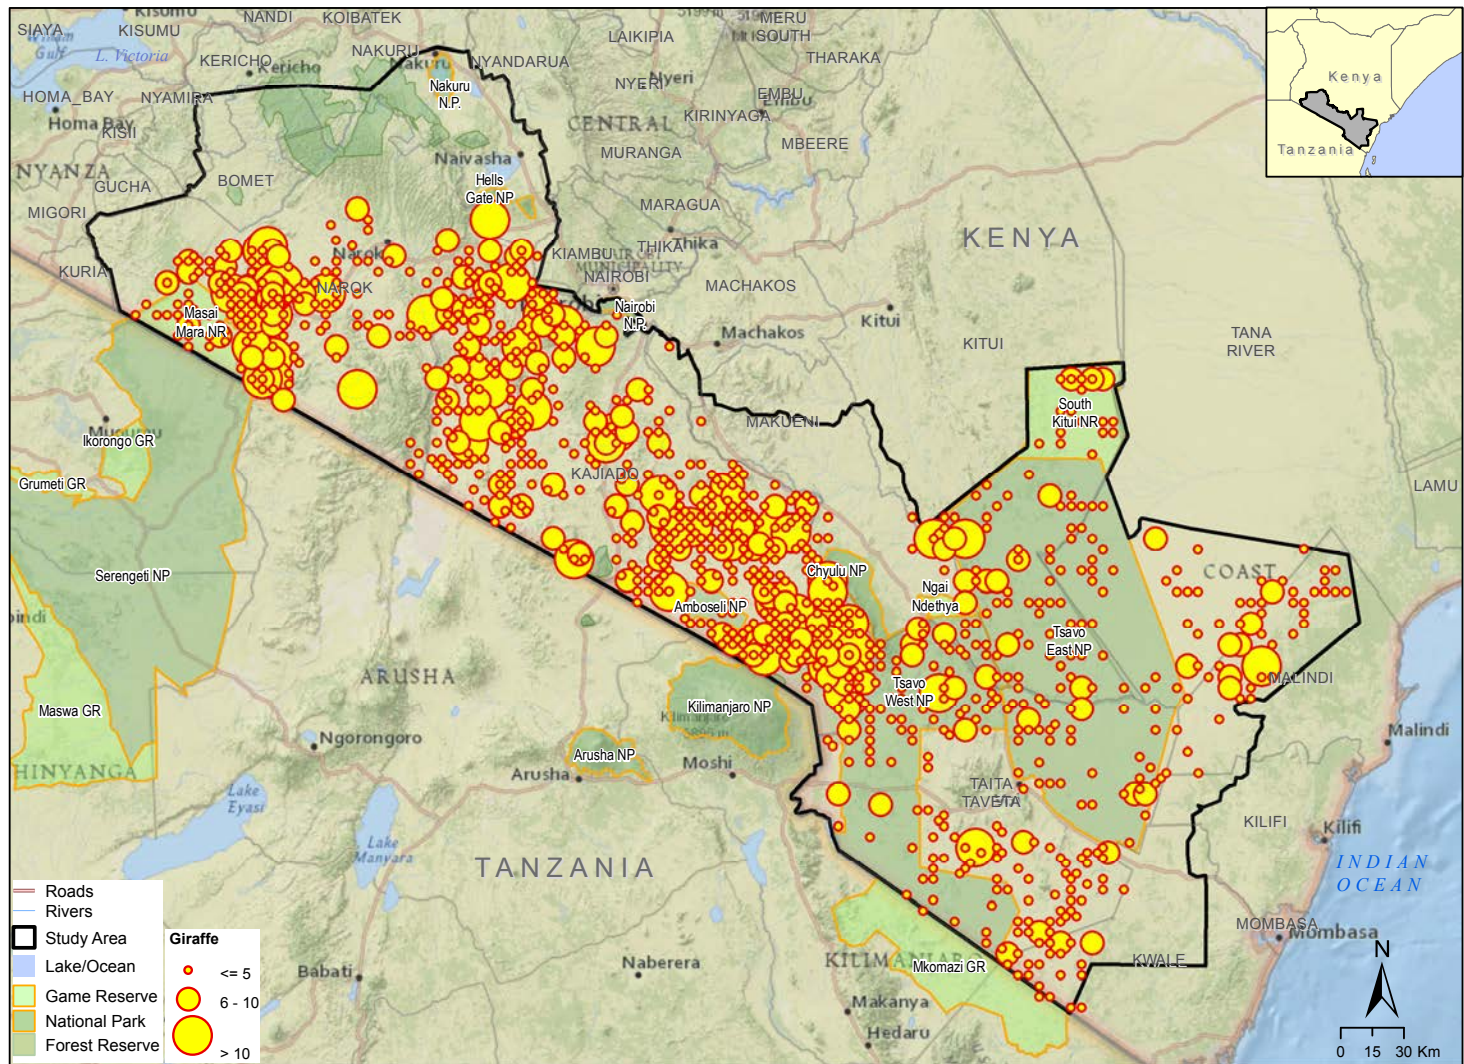 SIAYA
Kisumu
KISUMU
NANDI
KOIBATEK
MERU
SOUTH
LAIKIPIA
THARAKA
Gulf
L. Victoria
KERICHO
Kericho
NAKURU
Nakuru
NYANDARUA
Nakuru
N.P.
NYERI
Nyeri
EMBU
Embu
HOMA_BAY
Homa Bay
NYAMIRA
KISII
KIRINYAGA
CENTRAL
MBEERE
MURANGA
Naivasha
NYANZA
GUCHA
BOMET
Hells
Gate NP
MIGORI
MARAGUA
Narok
KIAMBU
THIKA
Thika
KENYA
KURIA
MUNICIPALITY
NAIROBI
NAROK
MACHAKOS
Masai
Mara NR
Nairobi
N.P.
Machakos
Kitui
KITUI
TANA
RIVER
South
Kitui NR
Ikorongo GR
MAKUENI
Grumeti GR
KAJIADO
LAMU
Serengeti NP
Chyulu NP
Ngai
Ndethya
COAST
Amboseli NP
Tsavo
East NP
ARUSHA
Tsavo
West NP
MALINDI
Maswa GR
Kilimanjaro NP
Kilimanjaro
Malindi
Ngorongoro
Arusha NP
Moshi
Arusha
HINYANGA
TAITA
TAVETA
Lake
Eyasi
Lake
Manyara
KILIFI
Kilifi
TANZANIA
INDIAN
OCEAN
MOMBASA
Mombasa
KWALE
KILIMANJAR
Mkomazi GR
Babati
Naberera
Makanya
Hedaru
Kenya
Tanzania
Roads
Rivers
Study Area
Lake/Ocean
Game Reserve
National Park
Forest Reserve
Giraffe
<= 5
6 - 10
> 10
N
0 15 30 Km